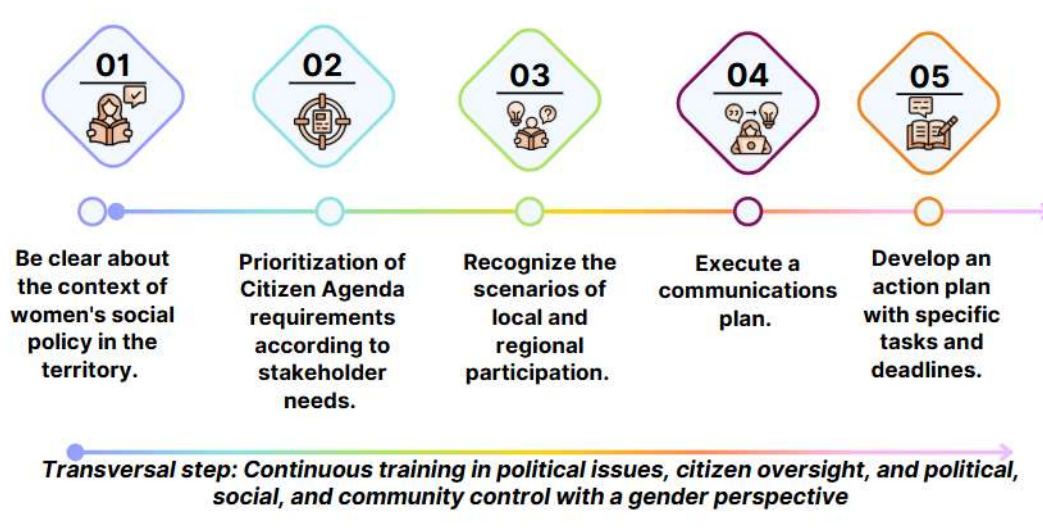 01
Be clear about
the context of
women's social
policy in the
territory.
02
Prioritization of
Citizen Agenda
requirements
according to
stakeholder
needs.
03
Recognize the
scenarios of
local and
regional
participation.
04
Execute a
communications
plan.
05
Develop an
action plan
with specific
tasks and
deadlines.
Transversal step: Continuous training in political issues, citizen oversight, and political,
social, and community control with a gender perspective